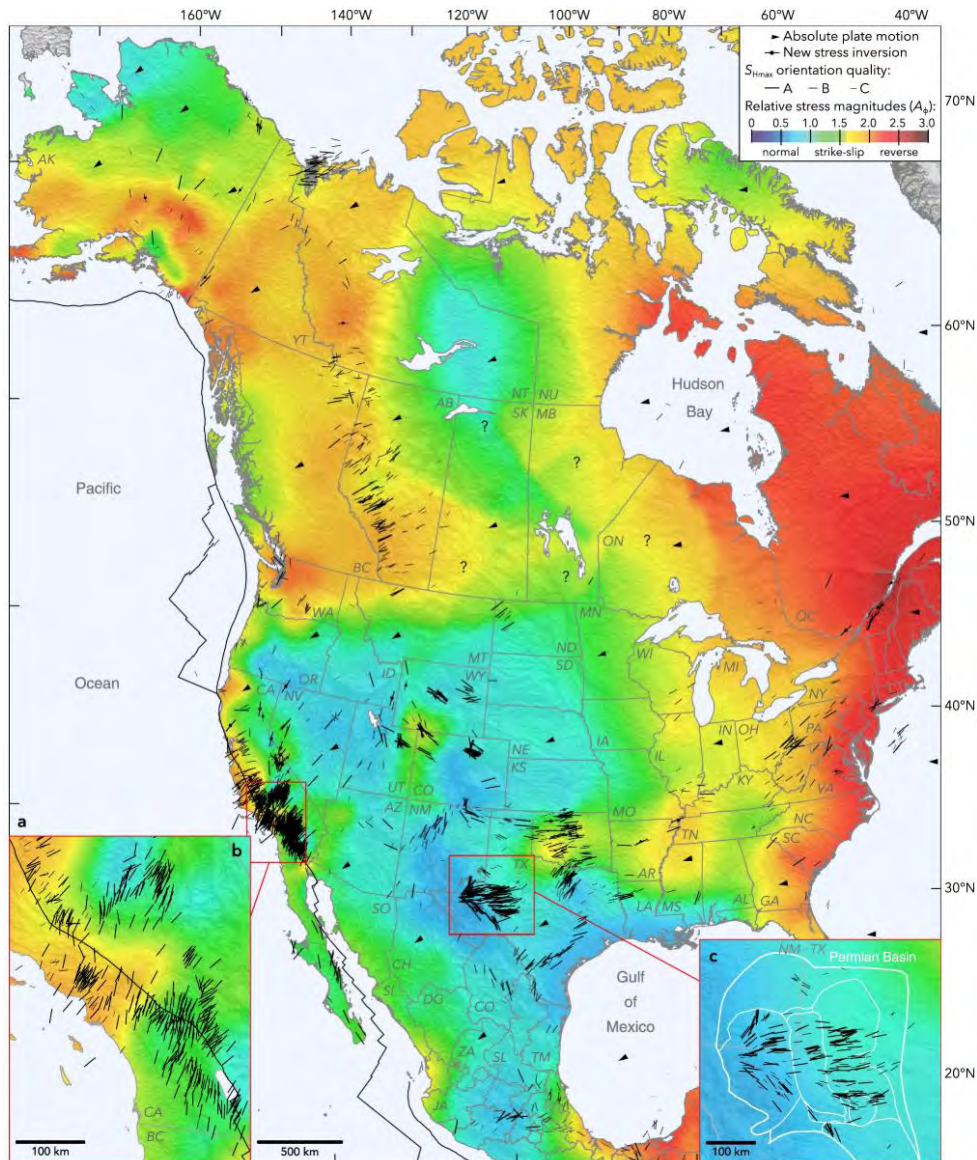 160°W 140°W 120°W 100°W 80°W 60°W 40°W
Absolute plate motion
New stress inversion
SHmax orientation quality:
A B C
Relative stress magnitudes (Aϕ):
0 0.5 1.0 1.5 2.0 2.5 3.0
normal strike-slip reverse
70°N
AK
60°N
YT
Hudson
Bay
NT NU
AB SK MB
?
?
Pacific
50°N
ON ?
BC ? ?
QC
WA
MN
Ocean
MT ND
WY SD WI
OR ID MI
CA NV NY
40°N
PA
NE IA IN OH
KS IL
UT CO KY VA
AZ NM MO
NC
TN SC
a
b
TX
AR
30°N
SO LA MS AL GA
CH
c NM TX
Permian Basin
SI
DG CO
Gulf
of
Mexico
ZA SL TM
20°N
JA
CA
BC
100 km
500 km
100 km